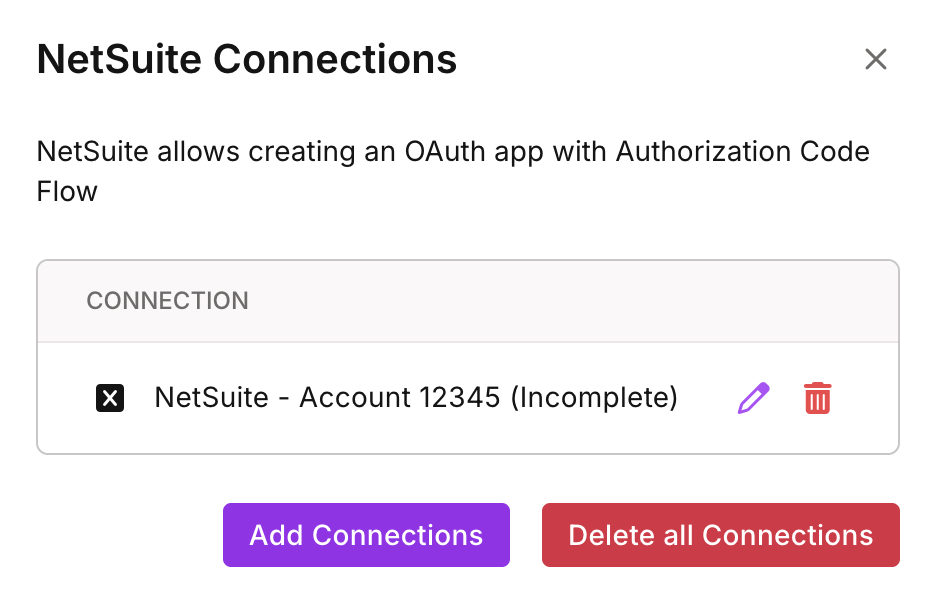 NetSuite Connections
NetSuite allows creating an OAuth app with Authorization Code
Flow
CONNECTION
NetSuite - Account 12345 (Incomplete)
Add Connections
Delete all Connections